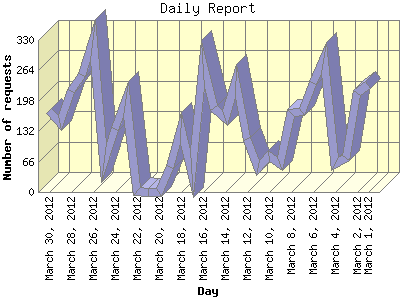 Daily Report
Number of requests
330
264
198
132
66
0
March 30, 2012
March 28, 2012
March 26, 2012
March 24, 2012
March 22, 2012
March 20, 2012
March 18, 2012
March 16, 2012
March 14, 2012
March 12, 2012
March 10, 2012
March 8, 2012
March 6, 2012
March 4, 2012
March 2, 2012
March 1, 2012
Day